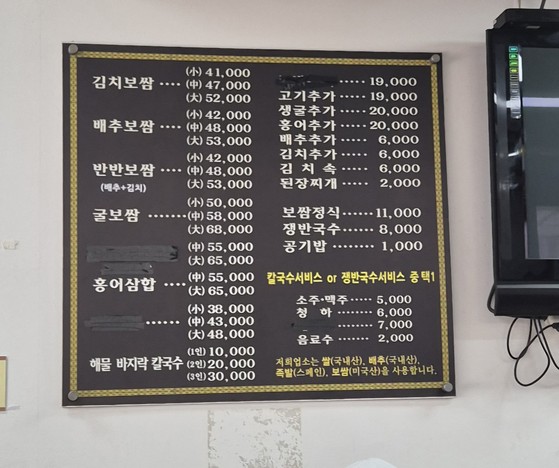 김치보쌈 ···· (小) 41,000
(中) 47,000
(大) 52,000
배추보쌈 ···· (小) 42,000
(中) 48,000
(大) 53,000
반반보쌈 ···· (小) 42,000
(배추+김치) (中) 48,000
(大) 53,000
굴보쌈 ······· (小) 50,000
(中) 58,000
(大) 68,000
(中) 55,000
(大) 65,000
홍어삼합 ···· (中) 55,000
(大) 65,000
(小) 38,000
······ (中) 43,000
(大) 48,000
해물 바지락 칼국수 (1인) 10,000
(2인) 20,000
(3인) 30,000
····· 19,000
고기추가 ····· 19,000
생굴추가 ····· 20,000
홍어추가 ····· 20,000
배추추가 ····· 6,000
김치추가 ····· 6,000
김 치 속 ····· 6,000
된장찌개 ····· 2,000
보쌈정식 ····· 11,000
쟁반국수 ····· 8,000
공기밥 ····· 1,000
칼국수서비스 or 쟁반국수서비스 중 택1
소주·맥주 ····· 5,000
청 하 ······ 6,000
······ 7,000
음료수 ······ 2,000
저희업소는 쌀(국내산), 배추(국내산),
족발(스페인), 보쌈(미국산)을 사용합니다.